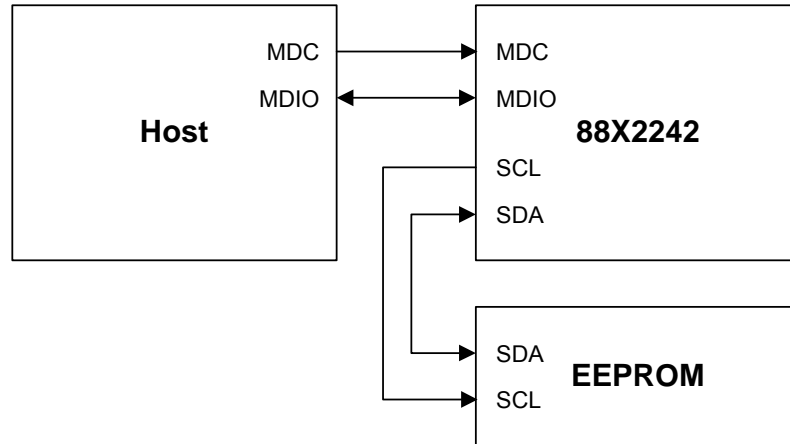 MDC
MDIO
Host
MDC
MDIO
88X2242
SCL
SDA
SDA
EEPROM
SCL